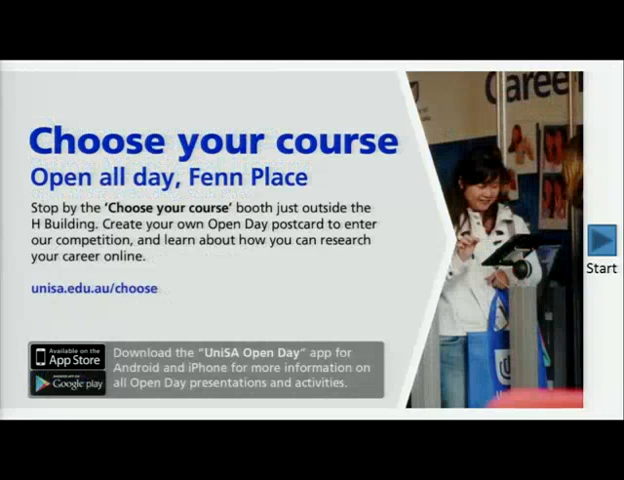 Choose your course
Open all day, Fenn Place
Stop by the ‘Choose your course’ booth just outside the
H Building. Create your own Open Day postcard to enter
our competition, and learn about how you can research
your career online.
unisa.edu.au/choose
Available on the
App Store
Google play
Download the “UniSA Open Day” app for
Android and iPhone for more information on
all Open Day presentations and activities.
Caree
Start